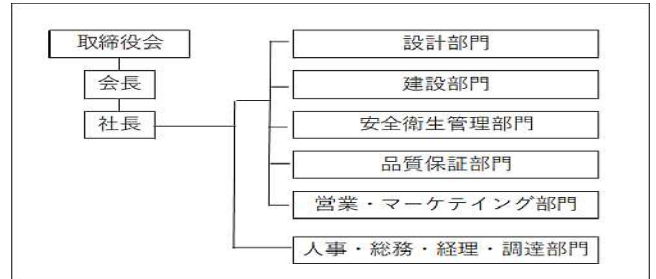 取締役会
会長
社長
設計部門
建設部門
安全衛生管理部門
品質保証部門
営業・マーケテイング部門
人事・総務・経理・調達部門